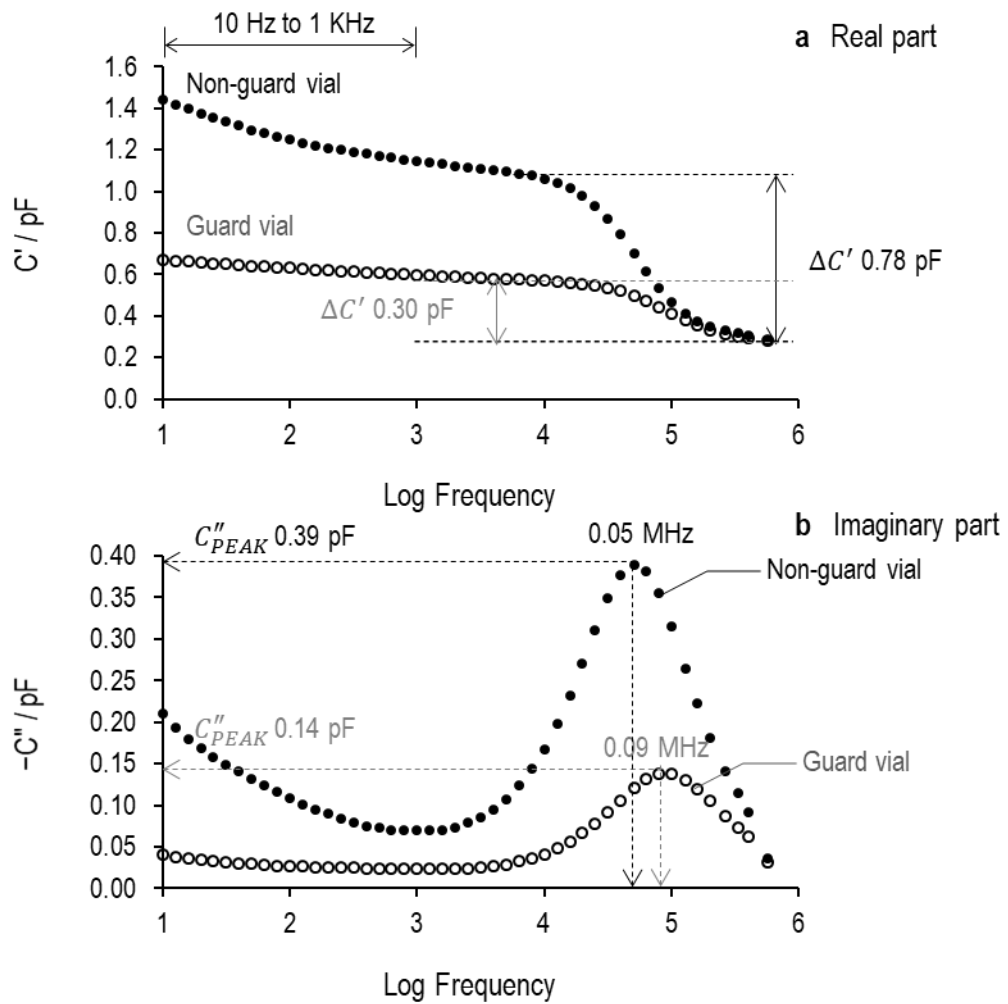 10 Hz to 1 KHz
a Real part
1.6
Non-guard vial
1.4
1.2
1.0
C' / pF
0.8
Guard vial
ΔC′ 0.78 pF
0.6
ΔC′ 0.30 pF
0.4
0.2
0.0
1 2 3 4 5 6
Log Frequency
b Imaginary part
C″PEAK 0.39 pF
0.05 MHz
0.40
Non-guard vial
0.35
0.30
0.25
−C" / pF
0.20
C″PEAK 0.14 pF
0.09 MHz
0.15
Guard vial
0.10
0.05
0.00
1 2 3 4 5 6
Log Frequency